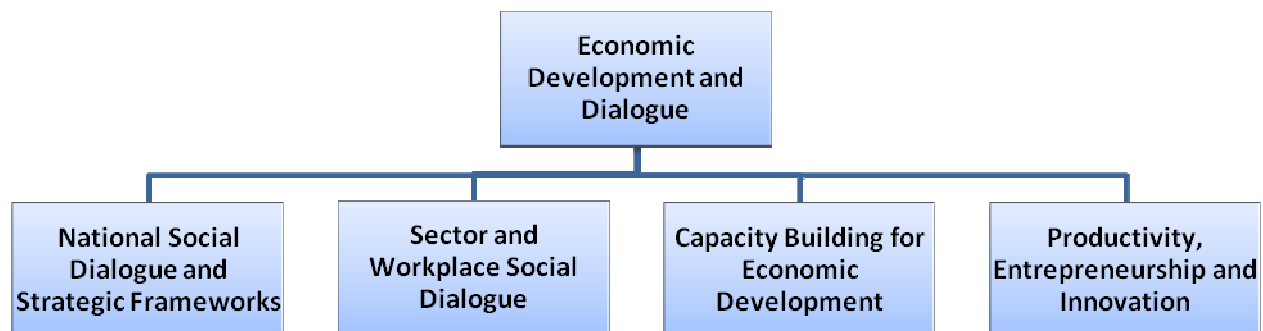 Economic
Development and
Dialogue
National Social
Dialogue and
Strategic Frameworks
Sector and
Workplace Social
Dialogue
Capacity Building for
Economic
Development
Productivity,
Entrepreneurship and
Innovation